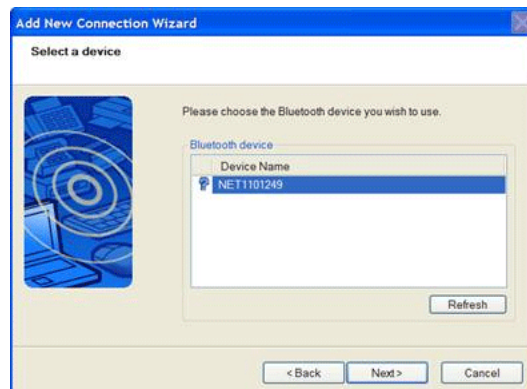 Add New Connection Wizard
Select a device
Please choose the Bluetooth device you wish to use.
Bluetooth device
Device Name
NET1101249
Refresh
< Back Next > Cancel